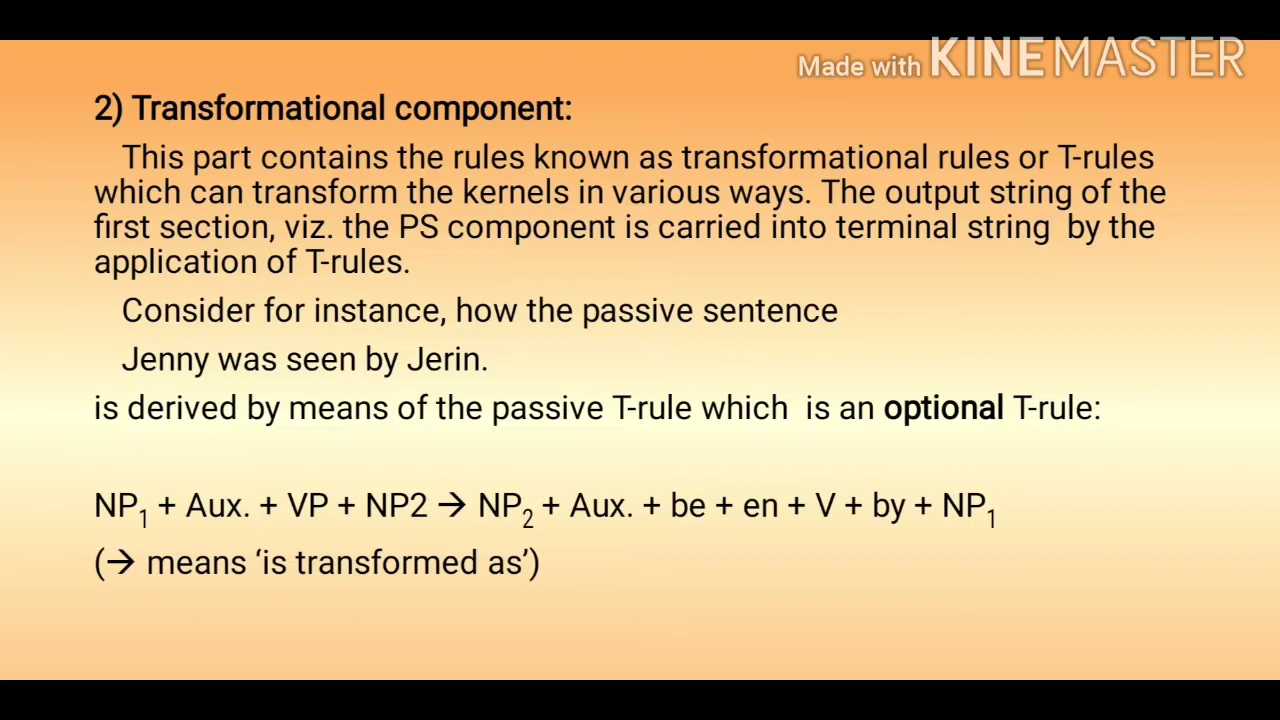 Made with KINEMASTER
2) Transformational component:
This part contains the rules known as transformational rules or T-rules
which can transform the kernels in various ways. The output string of the
first section, viz. the PS component is carried into terminal string by the
application of T-rules.
Consider for instance, how the passive sentence
Jenny was seen by Jerin.
is derived by means of the passive T-rule which is an optional T-rule:
NP₁ + Aux. + VP + NP2 → NP₂ + Aux. + be + en + V + by + NP₁
(→ means ‘is transformed as’)